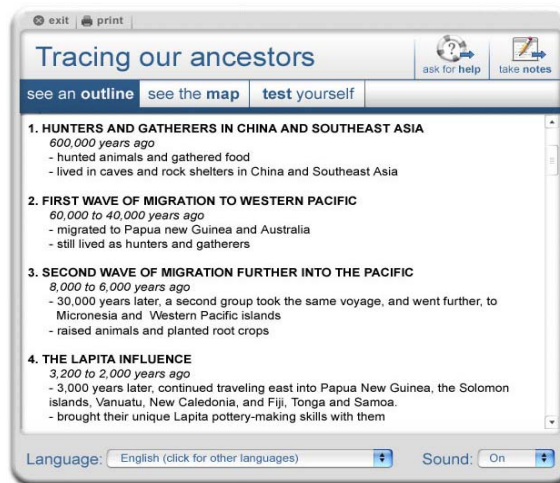 exit print
Tracing our ancestors
ask for help
take notes
see an outline see the map test yourself
1. HUNTERS AND GATHERERS IN CHINA AND SOUTHEAST ASIA
600,000 years ago
- hunted animals and gathered food
- lived in caves and rock shelters in China and Southeast Asia
2. FIRST WAVE OF MIGRATION TO WESTERN PACIFIC
60,000 to 40,000 years ago
- migrated to Papua new Guinea and Australia
- still lived as hunters and gatherers
3. SECOND WAVE OF MIGRATION FURTHER INTO THE PACIFIC
8,000 to 6,000 years ago
- 30,000 years later, a second group took the same voyage, and went further, to
Micronesia and Western Pacific islands
- raised animals and planted root crops
4. THE LAPITA INFLUENCE
3,200 to 2,000 years ago
- 3,000 years later, continued traveling east into Papua New Guinea, the Solomon
islands, Vanuatu, New Caledonia, and Fiji, Tonga and Samoa.
- brought their unique Lapita pottery-making skills with them
Language: English (click for other languages) Sound: On